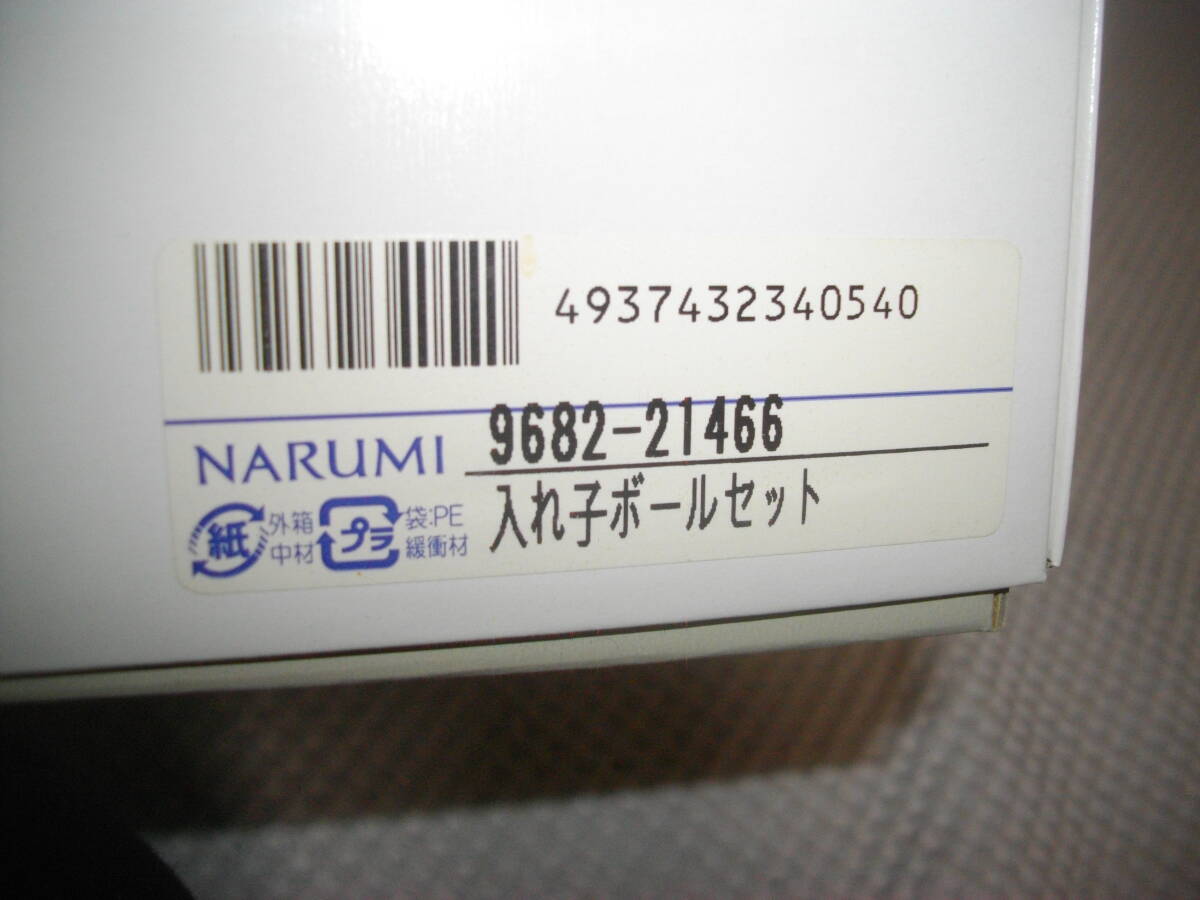 4937432340540
9682-21466
NARUMI
入れ子ボールセット
紙 外箱 プラ 袋:PE
中材 緩衝材